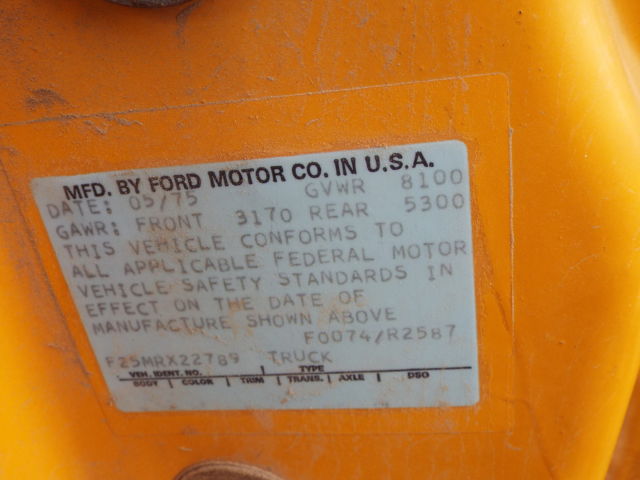 MFD. BY FORD MOTOR CO. IN U.S.A.
DATE: 05/75 GVWR 8100
GAWR: FRONT 3170 REAR 5300
THIS VEHICLE CONFORMS TO
ALL APPLICABLE FEDERAL MOTOR
VEHICLE SAFETY STANDARDS IN
EFFECT ON THE DATE OF
MANUFACTURE SHOWN ABOVE
F0074/R2587
F25MRX22789 TRUCK
VEH. IDENT. NO. TYPE
BODY COLOR TRIM TRANS. AXLE DSO